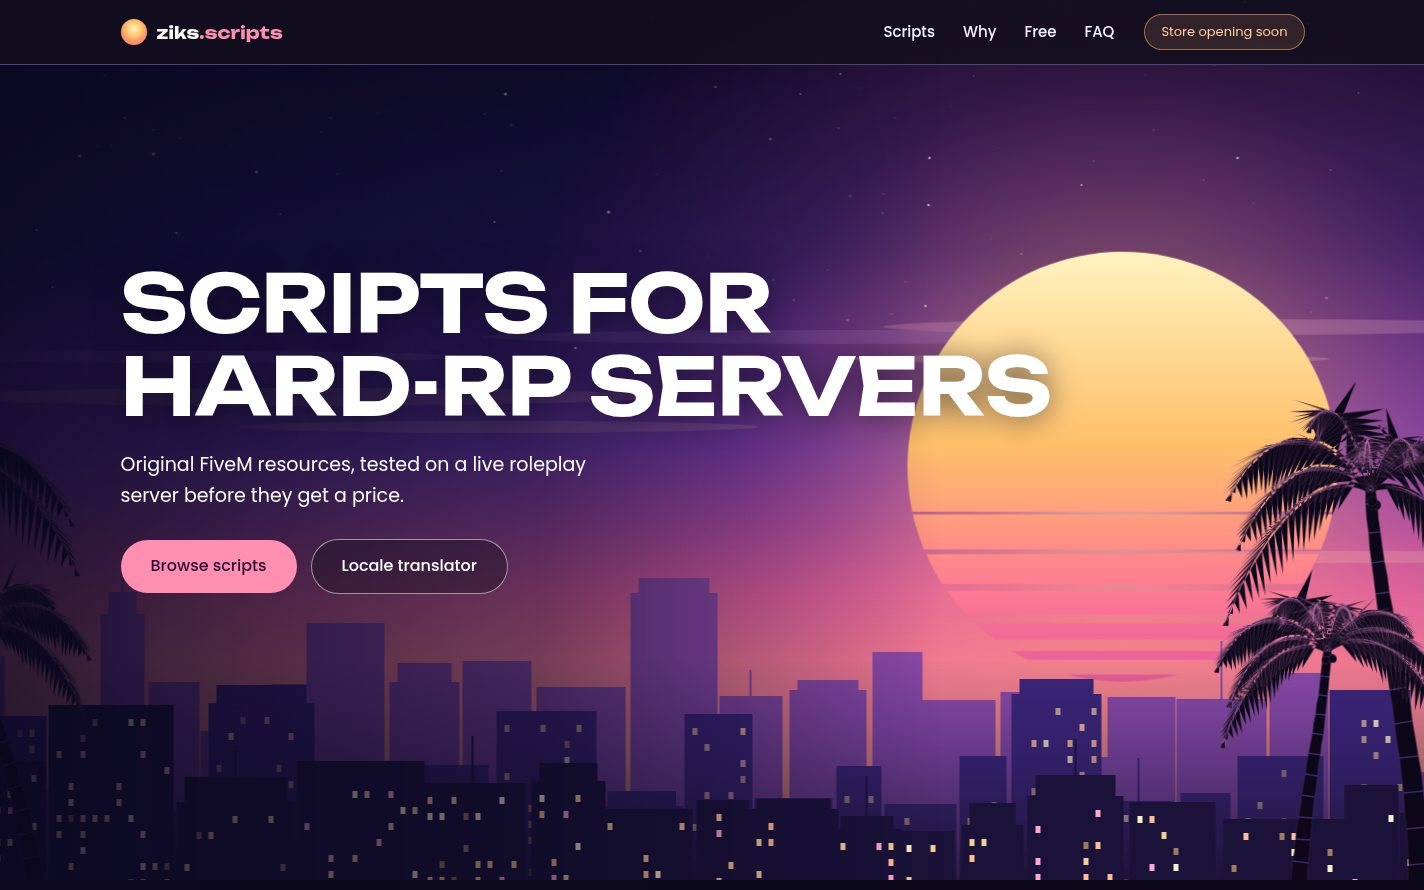 ziks.scripts
Scripts
Why
Free
FAQ
Store opening soon
SCRIPTS FOR
HARD-RP SERVERS
Original FiveM resources, tested on a live roleplay
server before they get a price.
Browse scripts
Locale translator